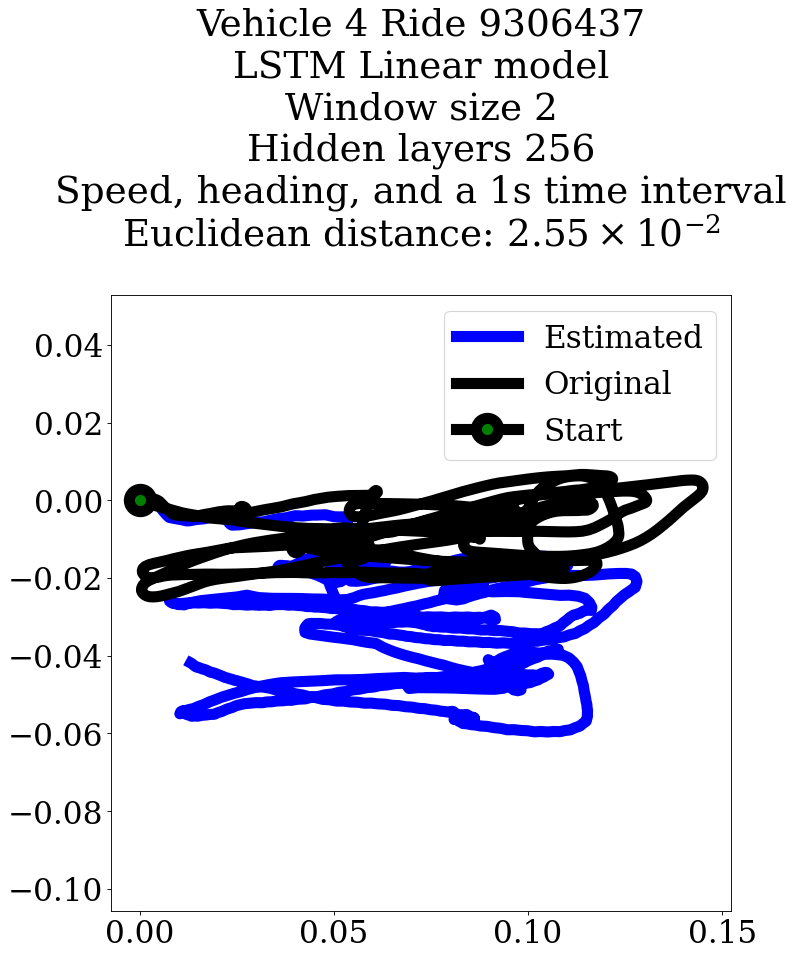 Vehicle 4 Ride 9306437
LSTM Linear model
Window size 2
Hidden layers 256
Speed, heading, and a 1s time interval
Euclidean distance: 2.55 × 10⁻²
Estimated
Original
Start
0.04
0.02
0.00
−0.02
−0.04
−0.06
−0.08
−0.10
0.00 0.05 0.10 0.15